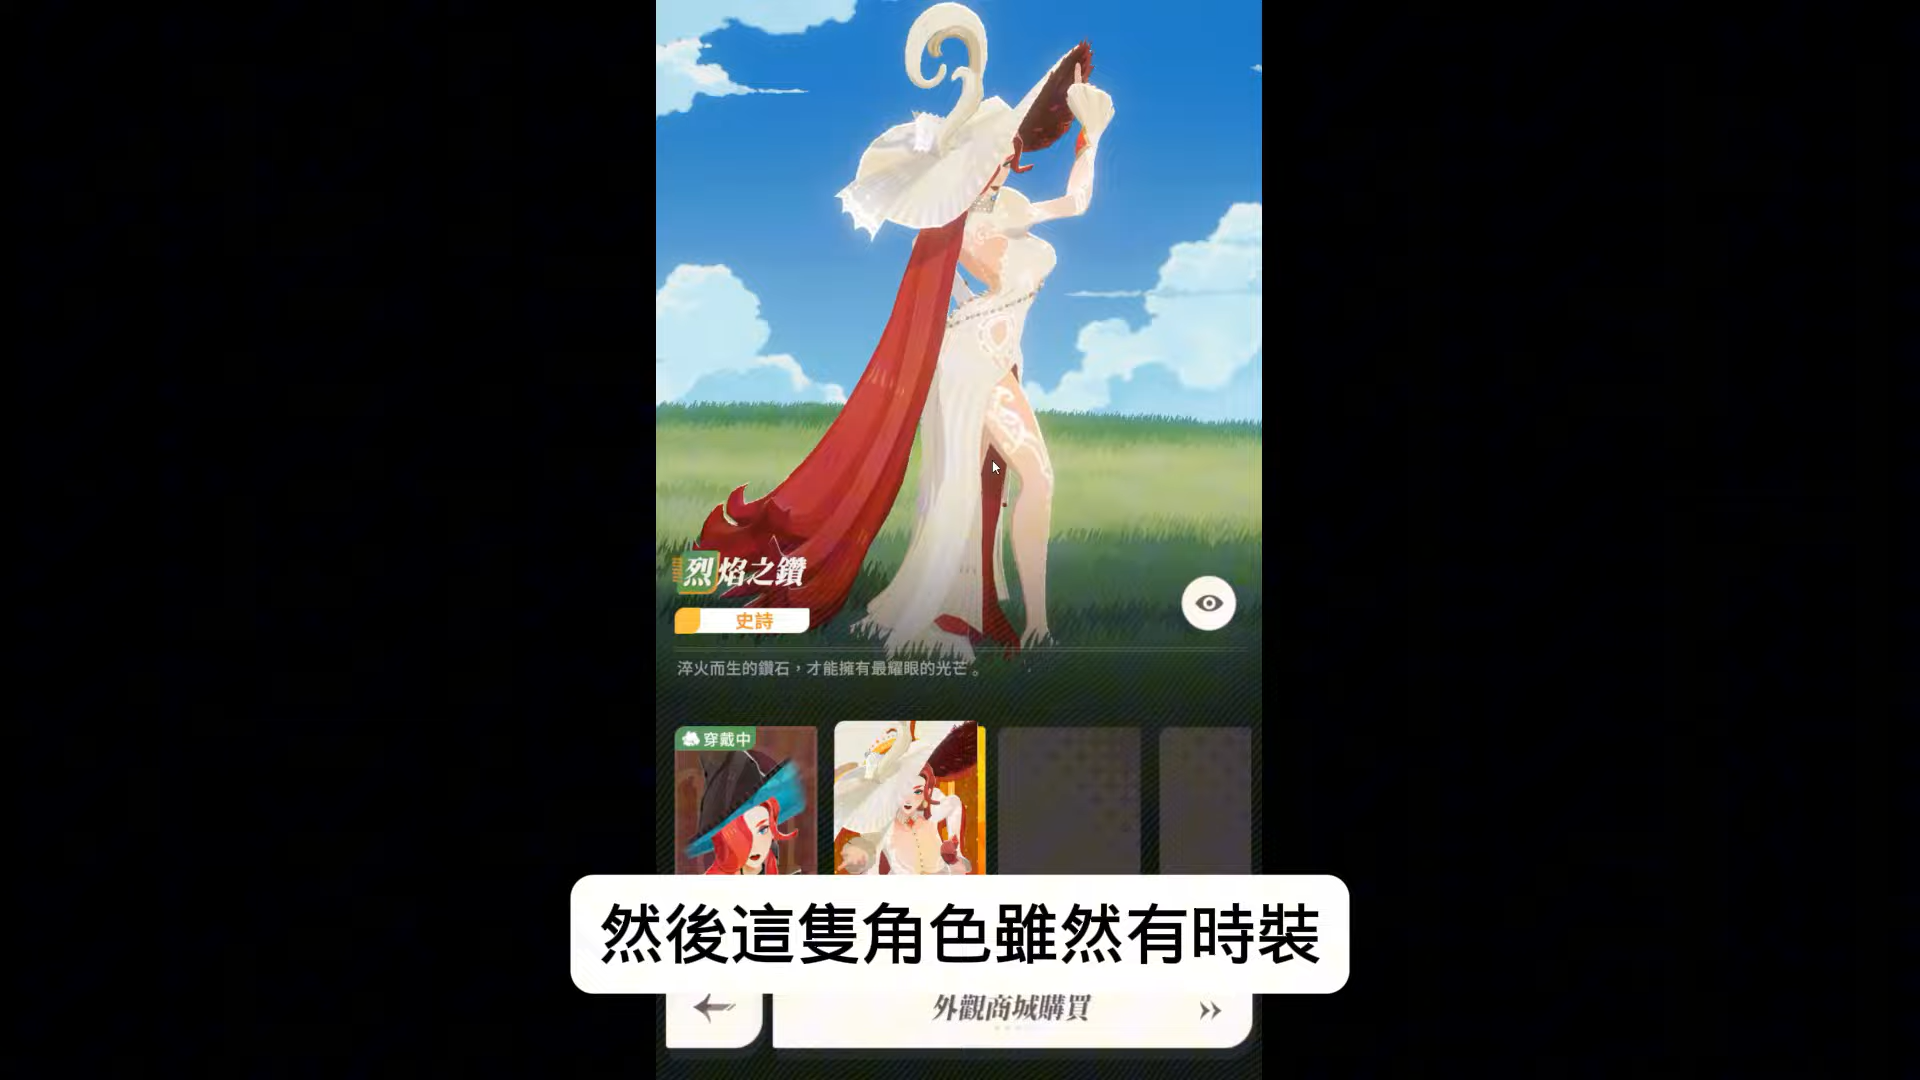 烈焰之鑽
史詩
淬火而生的鑽石，才能擁有最耀眼的光芒。
穿戴中
然後這隻角色雖然有時裝
外觀商城購買